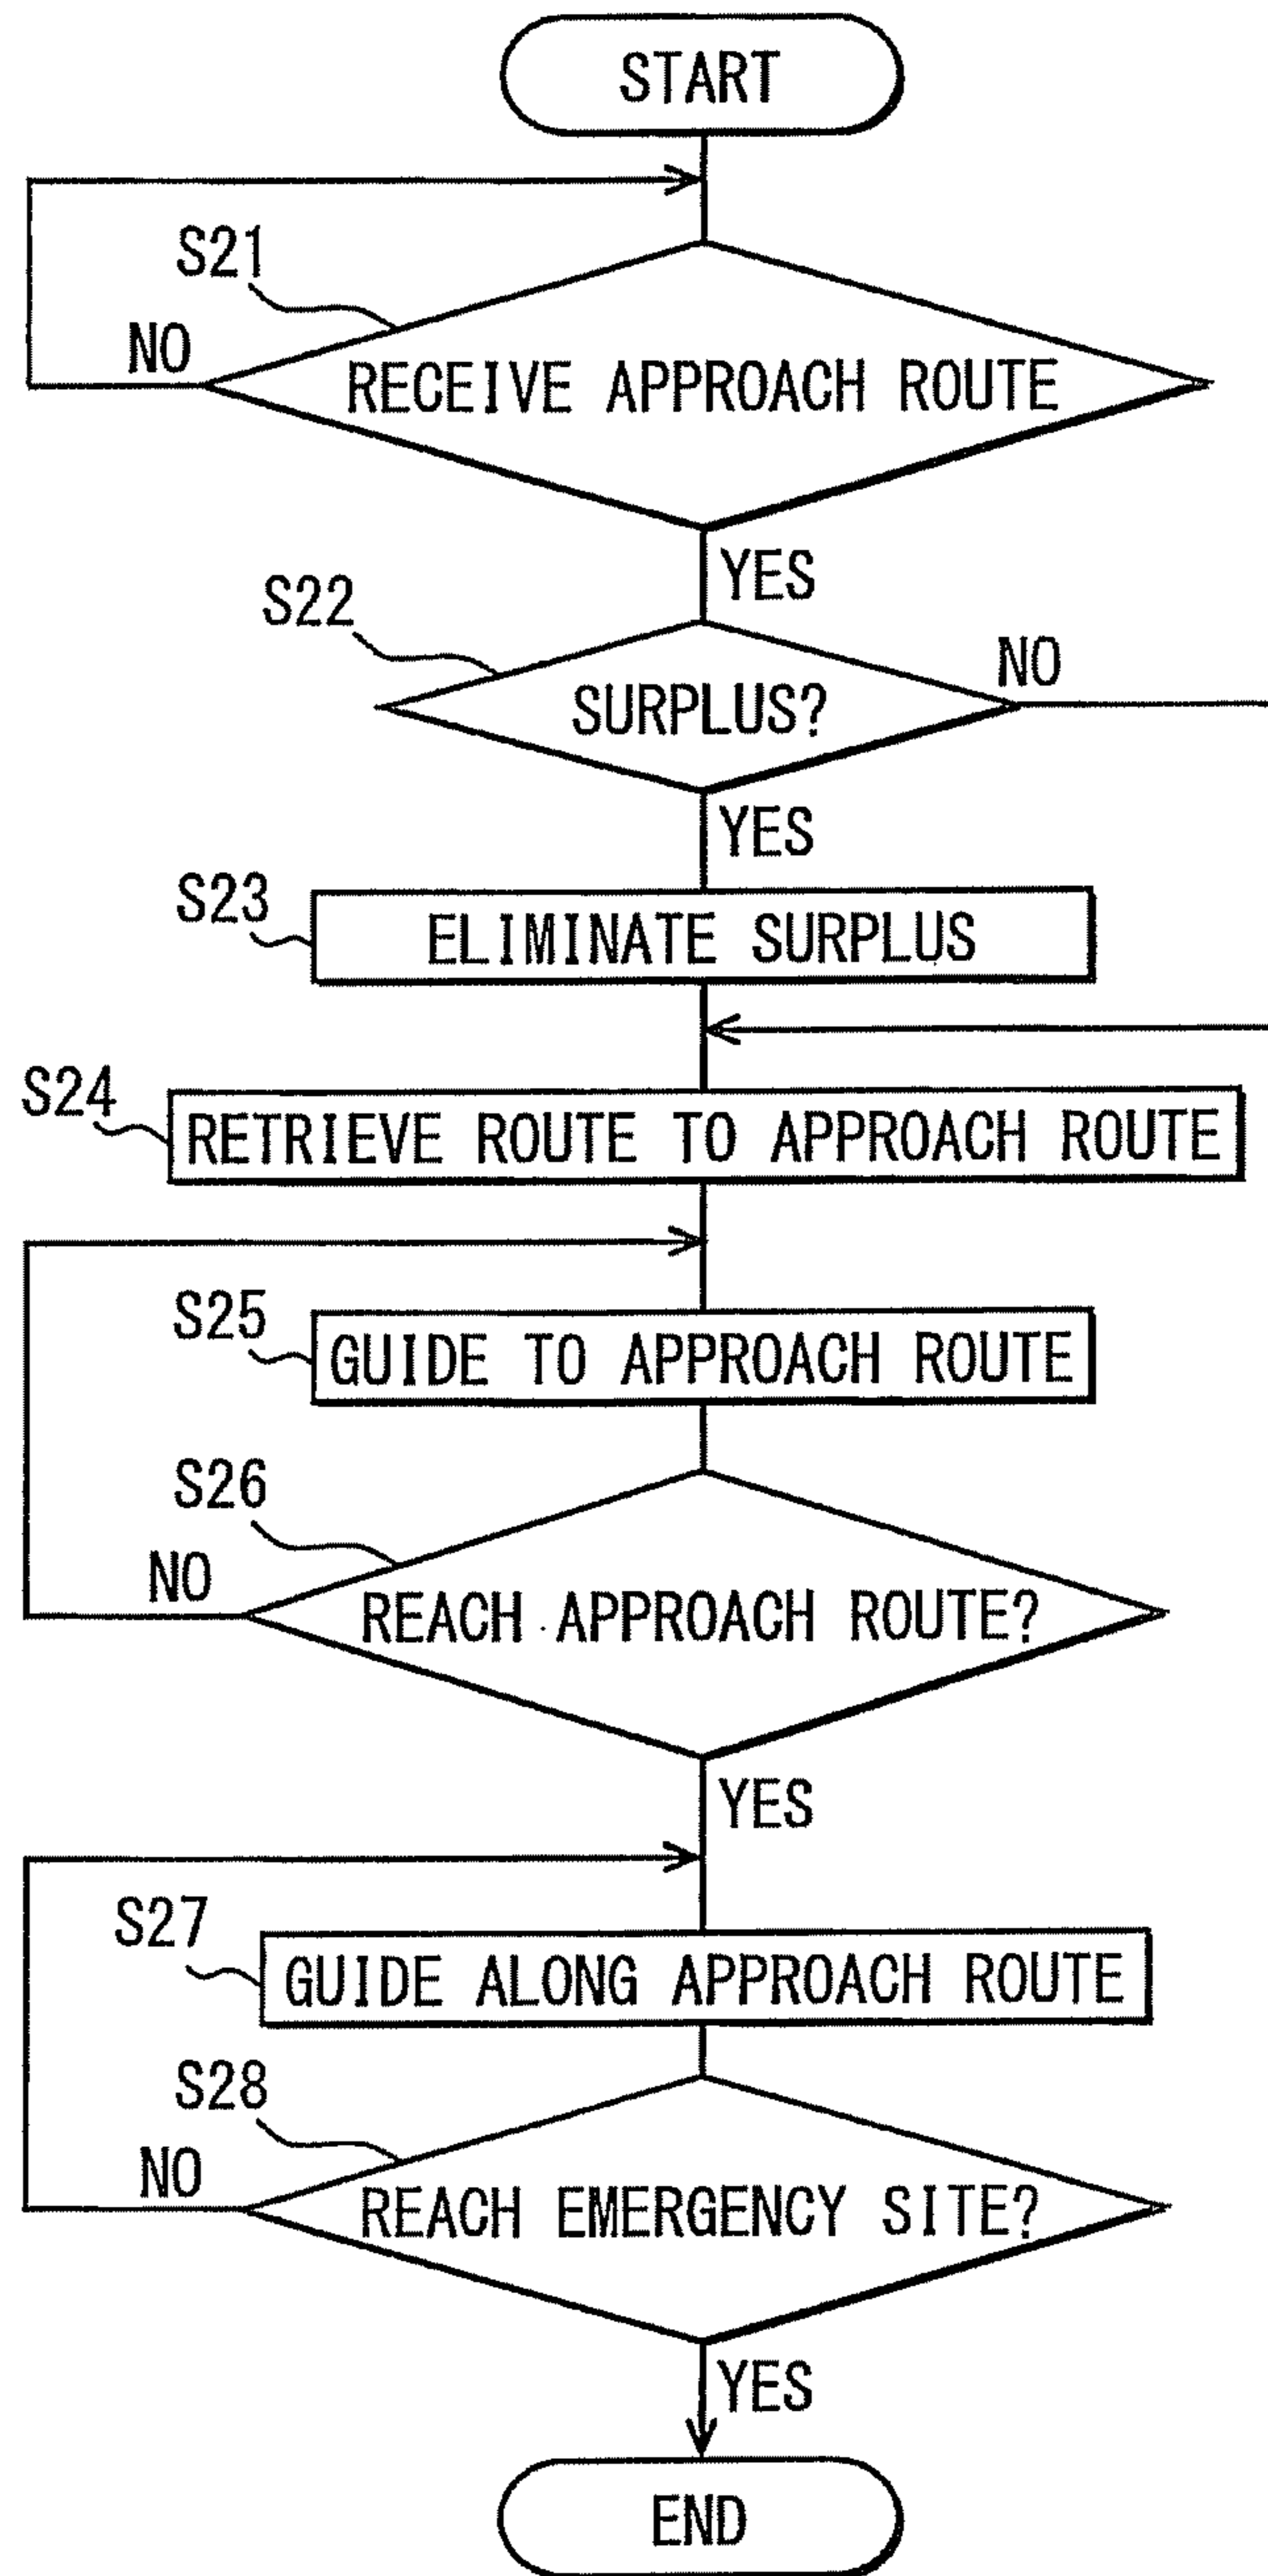 START
S21
NO
RECEIVE APPROACH ROUTE
YES
S22
NO
SURPLUS?
YES
S23
ELIMINATE SURPLUS
S24
RETRIEVE ROUTE TO APPROACH ROUTE
S25
GUIDE TO APPROACH ROUTE
S26
NO
REACH APPROACH ROUTE?
YES
S27
GUIDE ALONG APPROACH ROUTE
S28
NO
REACH EMERGENCY SITE?
YES
END